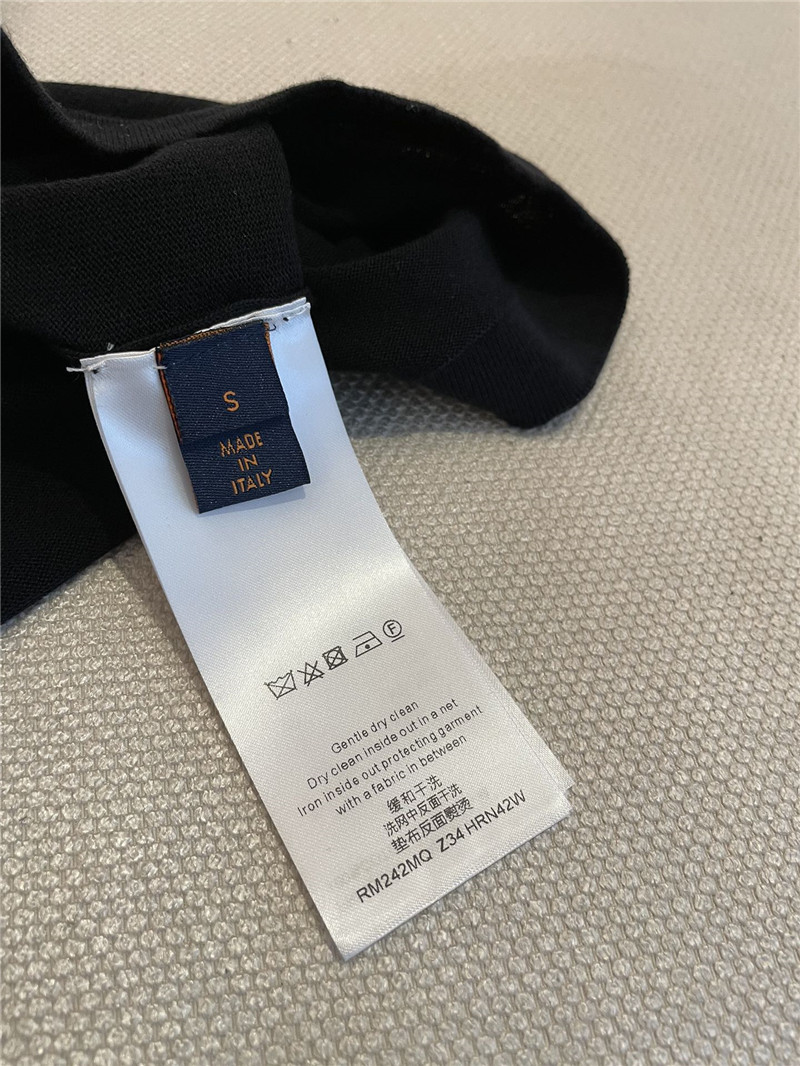 S
MADE
IN
ITALY
F
Gentle dry clean
Dry clean inside out in a net
Iron inside out protecting garment
with a fabric in between
缓和干洗
洗网中反面干洗
垫布反面熨烫
RM242MQ Z34 HRN42W